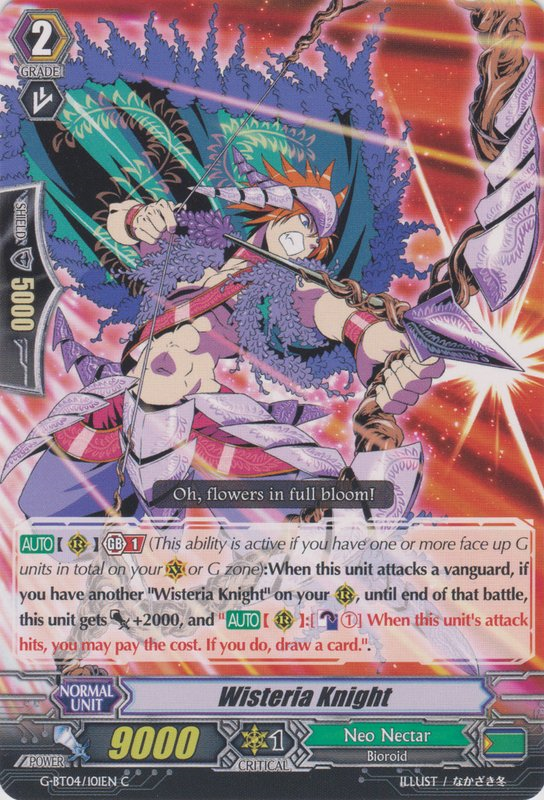 2
GRADE
SHIELD
5000
Oh, flowers in full bloom!
AUTO 【 R 】 GB 1 (This ability is active if you have one or more face up G
units in total on your V or G zone):When this unit attacks a vanguard, if
you have another "Wisteria Knight" on your R, until end of that battle,
this unit gets +2000, and "AUTO 【 R 】:[ 1] When this unit's attack
hits, you may pay the cost. If you do, draw a card.".
NORMAL
UNIT
Wisteria Knight
POWER
9000
1
CRITICAL
Neo Nectar
Bioroid
G-BT04/101EN C
ILLUST / なかざき冬